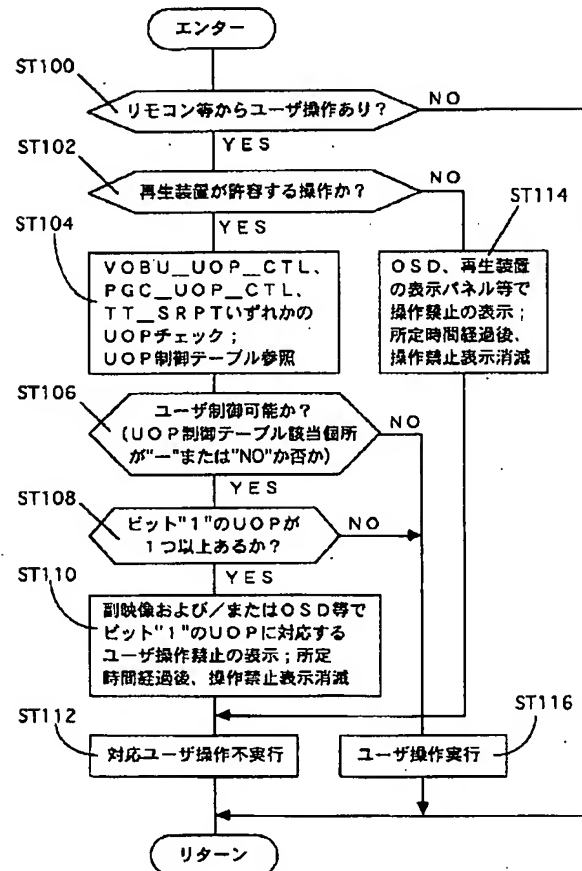 エンター
ST100
リモコン等からユーザ操作あり？
NO
YES
ST102
再生装置が許容する操作か？
NO
YES
ST104
VOBU_UOP_CTL、
PGC_UOP_CTL、
TT_SRPTいずれかの
UOPチェック；
UOP制御テーブル参照
ST114
OSD、再生装置
の表示パネル等で
操作禁止の表示；
所定時間経過後、
操作禁止表示消滅
ST106
ユーザ制御可能か？
（UOP制御テーブル該当個所
が"ー"または"NO"か否か）
NO
YES
ST108
ビット"1"のUOPが
1つ以上あるか？
NO
YES
ST110
副映像および／またはOSD等で
ビット"1"のUOPに対応する
ユーザ操作禁止の表示；所定
時間経過後、操作禁止表示消滅
ST112
対応ユーザ操作不実行
ST116
ユーザ操作実行
リターン